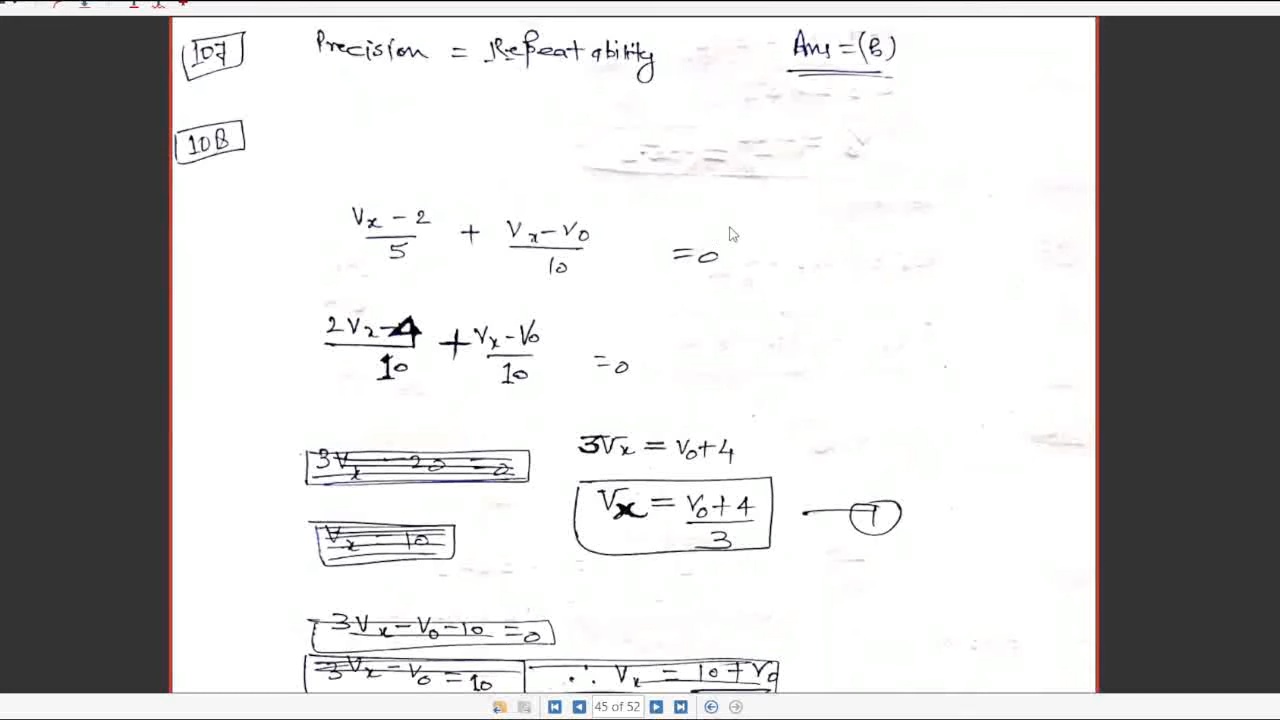 107 Precision = Repeatability Ans = (B)
108
Vx - 2 / 5 + Vx - V0 / 10 = 0
2Vx - 4 / 10 + Vx - V0 / 10 = 0
3Vx - 20 = 0 3Vx = V0 + 4
Vx = V0 + 4 / 3 1
Vx - 10
3Vx - V0 - 10 = 0
3Vx - V0 = 10 ∴ Vx = 10 + V0
45 of 52